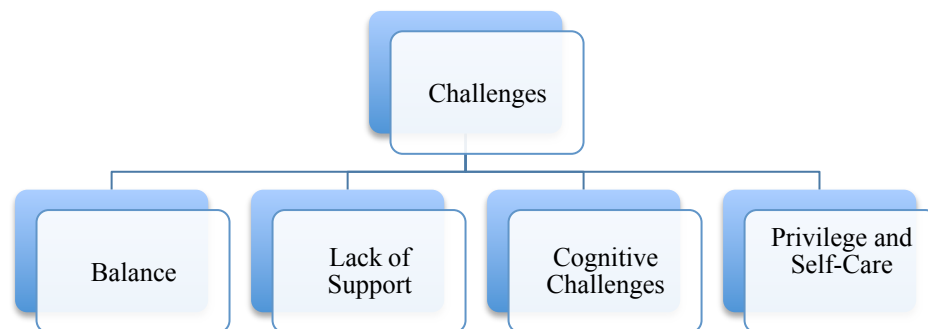 Challenges
Balance
Lack of
Support
Cognitive
Challenges
Privilege and
Self-Care